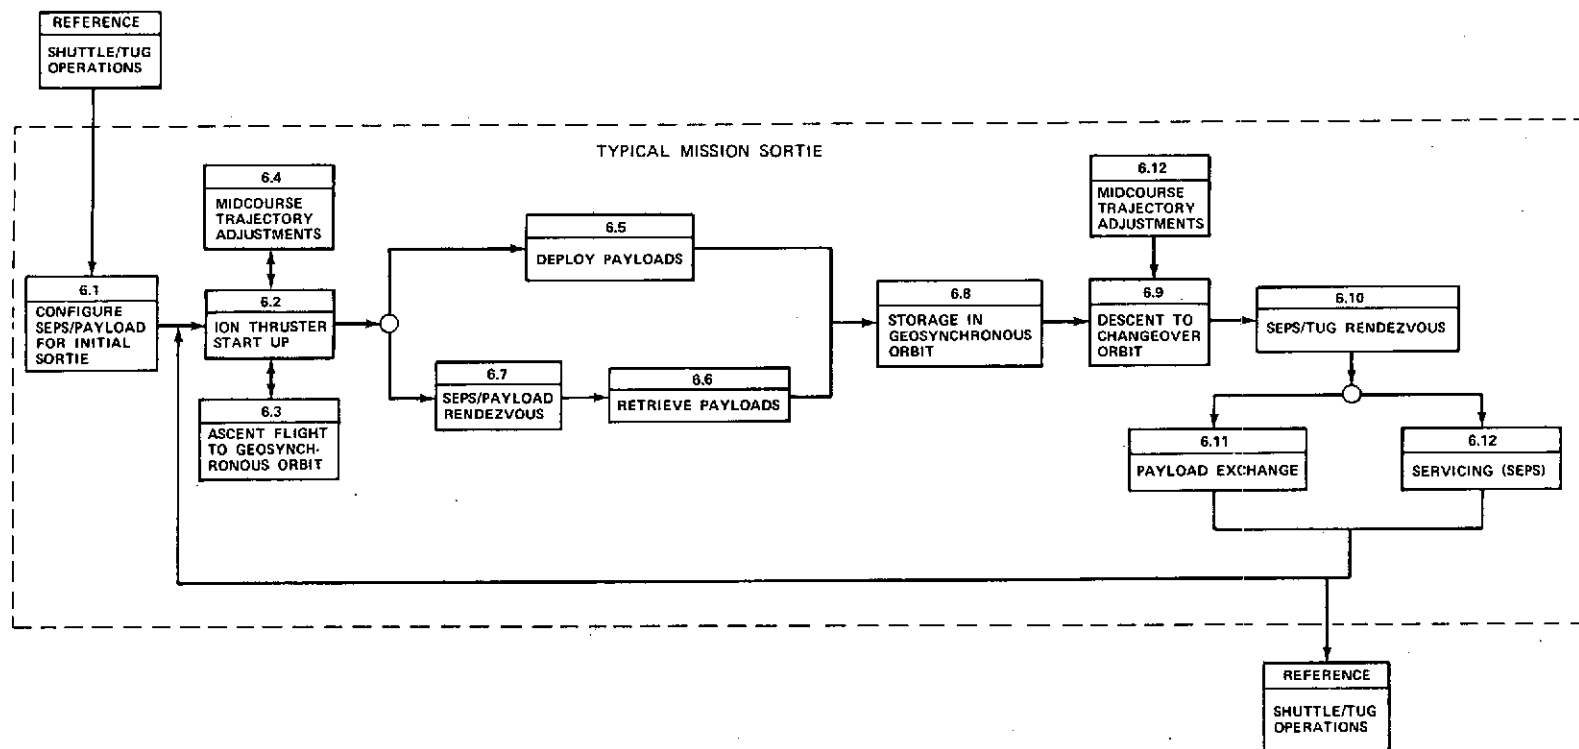 REFERENCE
SHUTTLE/TUG
OPERATIONS
TYPICAL MISSION SORTIE
6.4
MIDCOURSE
TRAJECTORY
ADJUSTMENTS
6.12
MIDCOURSE
TRAJECTORY
ADJUSTMENTS
6.5
DEPLOY PAYLOADS
6.1
CONFIGURE
SEPS/PAYLOAD
FOR INITIAL
SORTIE
6.2
ION THRUSTER
START UP
6.8
STORAGE IN
GEOSYNCHRONOUS
ORBIT
6.9
DESCENT TO
CHANGEOVER
ORBIT
6.10
SEPS/TUG RENDEZVOUS
6.7
SEPS/PAYLOAD
RENDEZVOUS
6.6
RETRIEVE PAYLOADS
6.3
ASCENT FLIGHT
TO GEOSYNCH-
RONOUS ORBIT
6.11
PAYLOAD EXCHANGE
6.12
SERVICING (SEPS)
REFERENCE
SHUTTLE/TUG
OPERATIONS